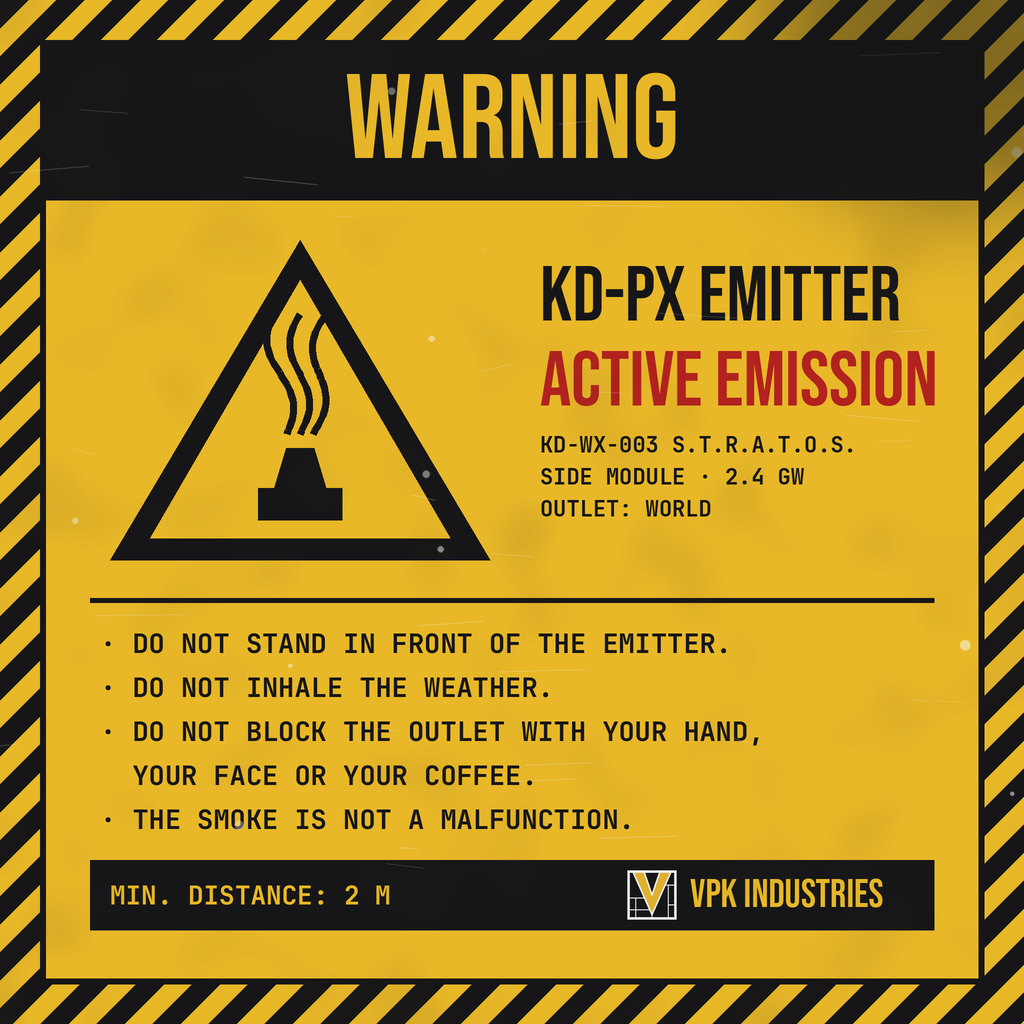 WARNING
KD-PX EMITTER
ACTIVE EMISSION
KD-WX-003 S.T.R.A.T.O.S.
SIDE MODULE · 2.4 GW
OUTLET: WORLD
· DO NOT STAND IN FRONT OF THE EMITTER.
· DO NOT INHALE THE WEATHER.
· DO NOT BLOCK THE OUTLET WITH YOUR HAND,
YOUR FACE OR YOUR COFFEE.
· THE SMOKE IS NOT A MALFUNCTION.
MIN. DISTANCE: 2 M
V VPK INDUSTRIES